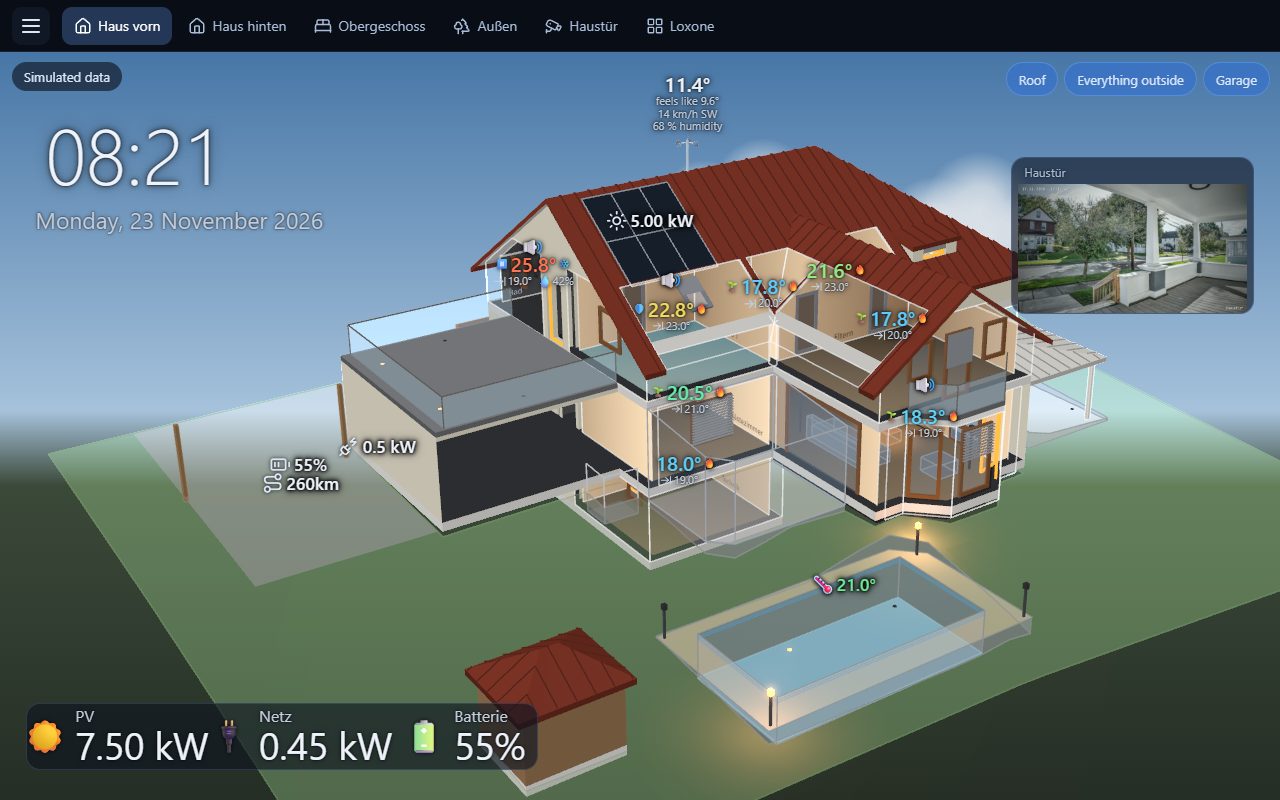 Haus vorn
Haus hinten
Obergeschoss
Außen
Haustür
Loxone
Simulated data
Roof
Everything outside
Garage
11.4°
feels like 9.6°
14 km/h SW
68 % humidity
08:21
Monday, 23 November 2026
Haustür
5.00 kW
25.8°
19.0°
42%
22.8°
23.0°
17.8°
20.0°
21.6°
23.0°
Eltern
17.8°
20.0°
20.5°
21.0°
18.3°
19.0°
18.0°
19.0°
0.5 kW
55%
260km
21.0°
PV
7.50 kW
Netz
0.45 kW
Batterie
55%